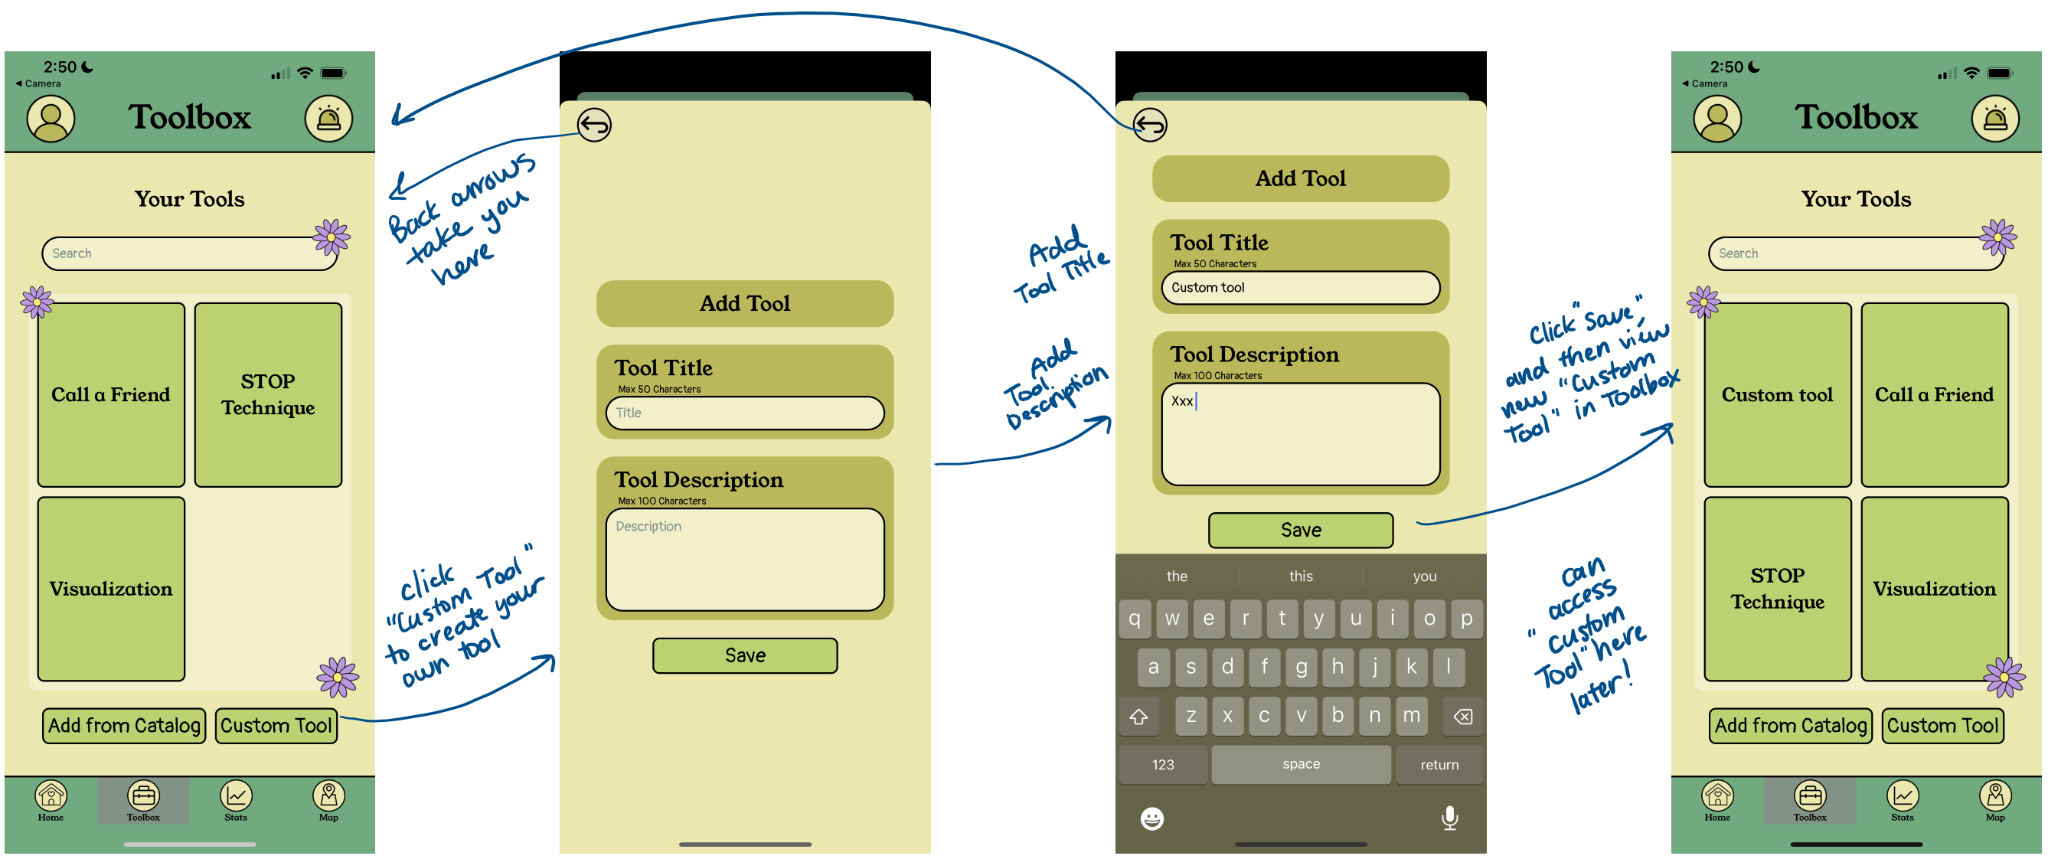 2:50
Camera
Toolbox
Your Tools
Search
Call a Friend
STOP
Technique
Visualization
Add from Catalog
Custom Tool
Home
Toolbox
Stats
Map
Back arrows
take you
here
click
"Custom Tool"
to create your
own tool
Add Tool
Tool Title
Max 50 Characters
Title
Tool Description
Max 100 Characters
Description
Save
Add
Tool Title
Add
Tool
Description
Add Tool
Tool Title
Max 50 Characters
Custom tool
Tool Description
Max 100 Characters
Xxx
Save
the
this
you
q w e r t y u i o p
a s d f g h j k l
z x c v b n m
123
space
return
Click "Save"
and then view
new "Custom
Tool" in Toolbox
can
access
"custom
Tool" here
later!
2:50
Camera
Toolbox
Your Tools
Search
Custom tool
Call a Friend
STOP
Technique
Visualization
Add from Catalog
Custom Tool
Home
Toolbox
Stats
Map